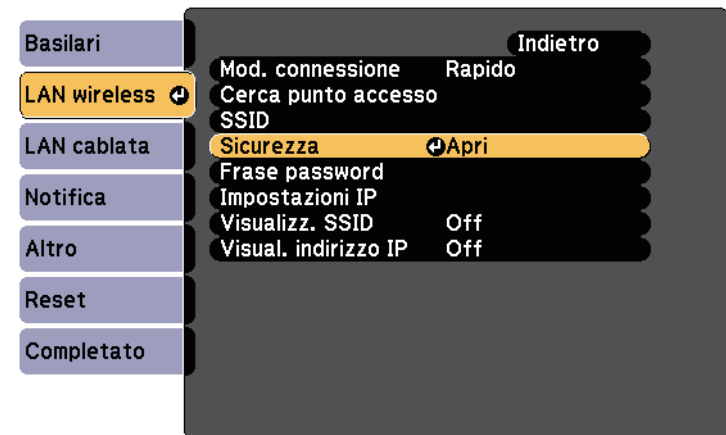 Basilari
LAN wireless
LAN cablata
Notifica
Altro
Reset
Completato
Indietro
Mod. connessione Rapido
Cerca punto accesso
SSID
Sicurezza Apri
Frase password
Impostazioni IP
Visualizz. SSID Off
Visual. indirizzo IP Off